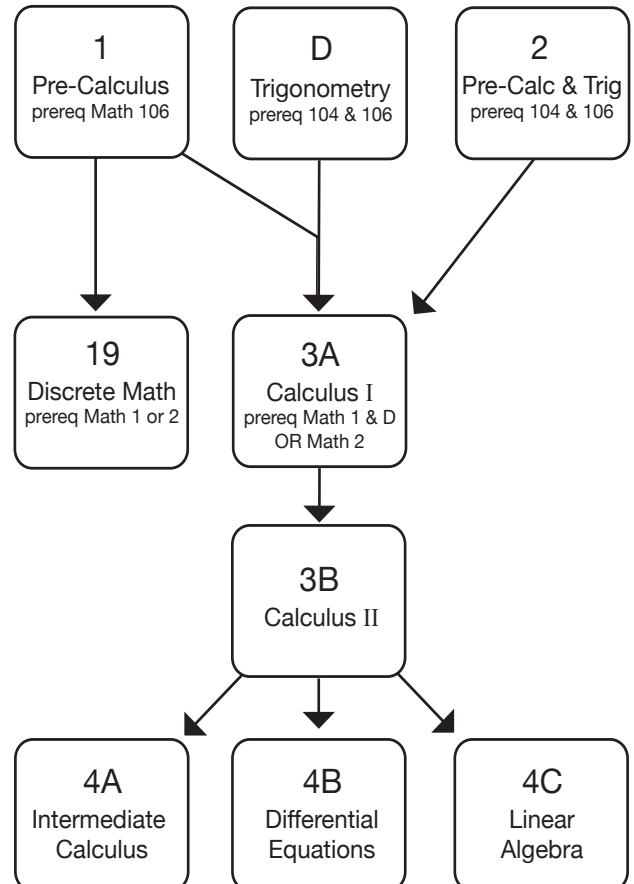 1
Pre-Calculus
prereq Math 106
D
Trigonometry
prereq 104 & 106
2
Pre-Calc & Trig
prereq 104 & 106
19
Discrete Math
prereq Math 1 or 2
3A
Calculus I
prereq Math 1 & D
OR Math 2
3B
Calculus II
4A
Intermediate
Calculus
4B
Differential
Equations
4C
Linear
Algebra